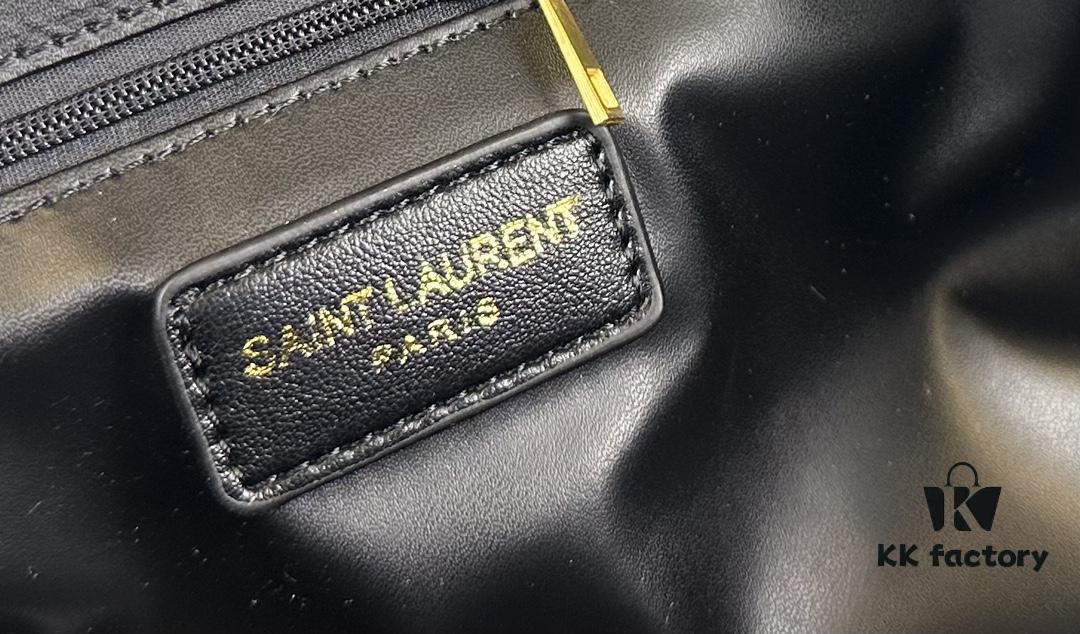 SAINT LAURENT
PARIS
KK factory